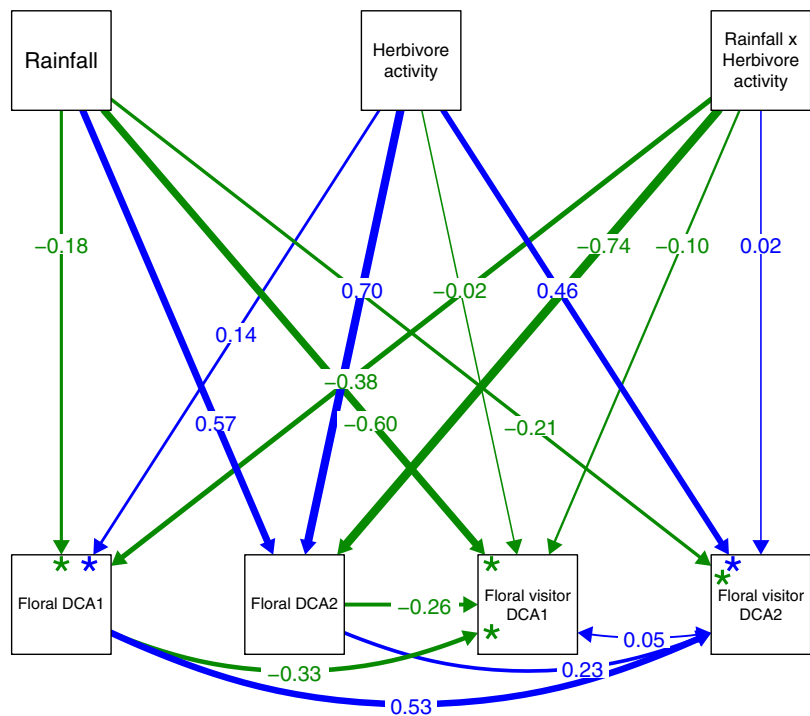 Rainfall
Herbivore
activity
Rainfall x
Herbivore
activity
−0.18
−0.74
−0.10
0.02
0.70
−0.02
0.46
0.14
−0.38
0.57
−0.60
−0.21
*
*
*
*
*
Floral DCA1
Floral DCA2
Floral visitor
DCA1
Floral visitor
DCA2
−0.26
*
0.05
−0.33
0.23
0.53